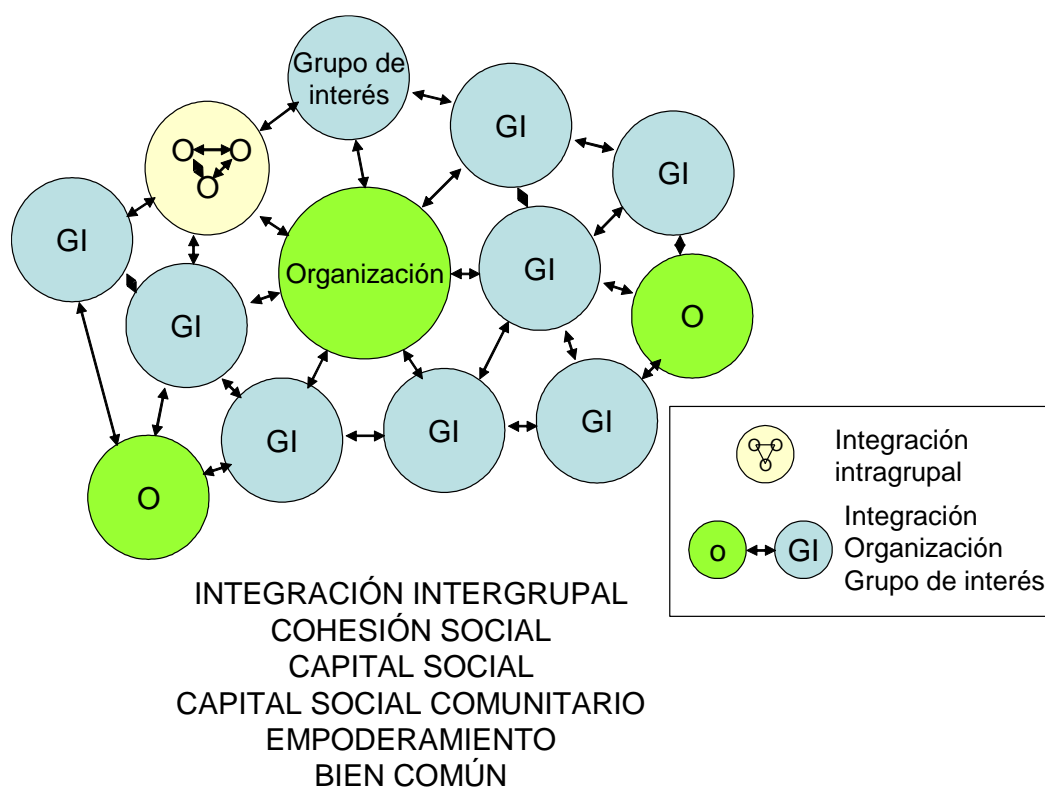 Grupo de
interés
GI
GI
O O
O
GI
Organización
GI
GI
O
GI
GI
GI
GI
O
O O
O
Integración
intragrupal
o
GI
Integración
Organización
Grupo de interés
INTEGRACIÓN INTERGRUPAL
COHESIÓN SOCIAL
CAPITAL SOCIAL
CAPITAL SOCIAL COMUNITARIO
EMPODERAMIENTO
BIEN COMÚN